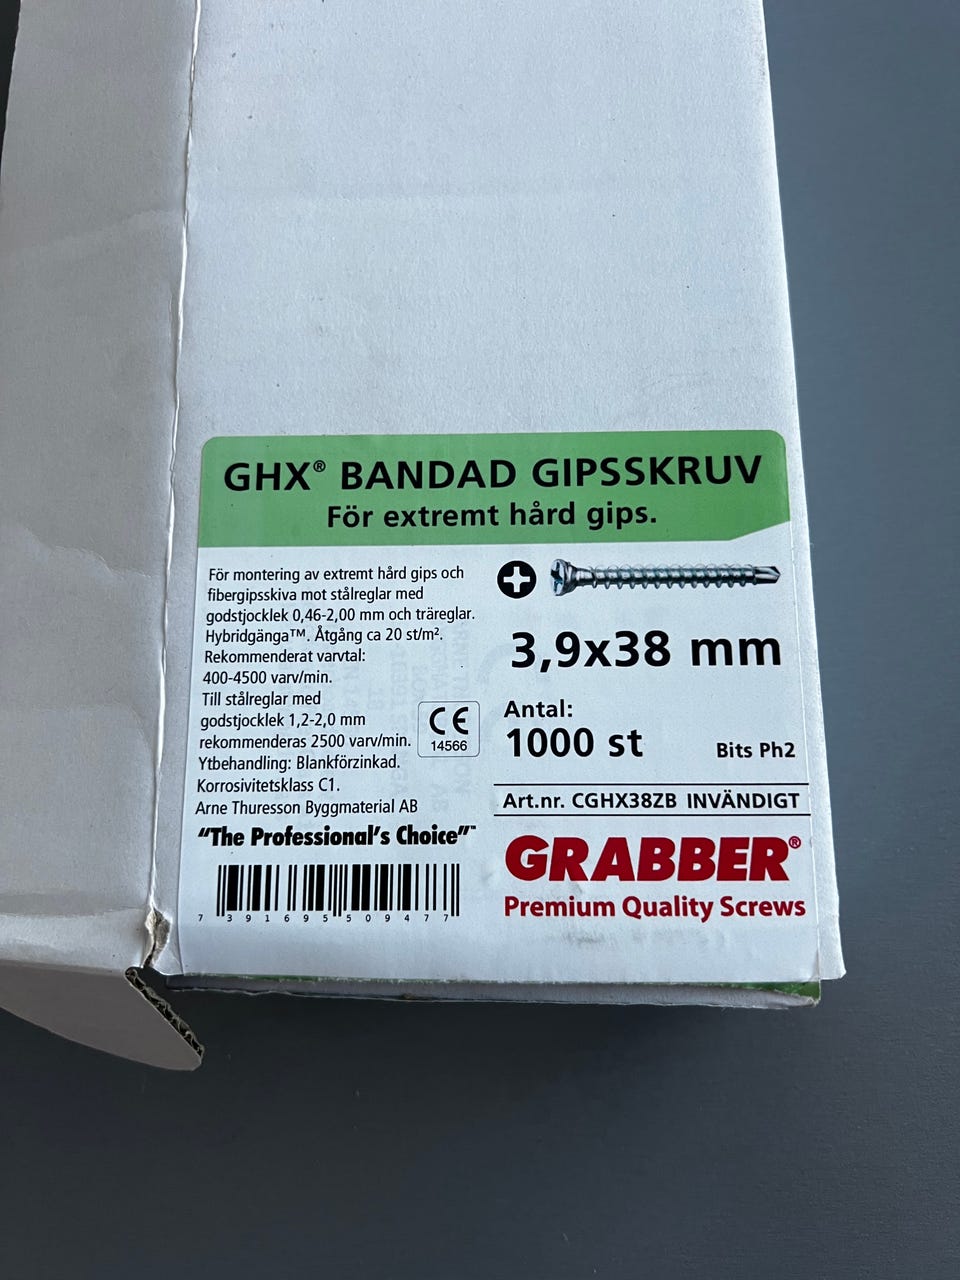 GHX® BANDAD GIPSSKRUV
För extremt hård gips.
För montering av extremt hård gips och
fibergipsskiva mot stålreglar med
godstjocklek 0,46-2,00 mm och träreglar.
Hybridgänga™. Åtgång ca 20 st/m².
Rekommenderat varvtal:
400-4500 varv/min.
Till stålreglar med
godstjocklek 1,2-2,0 mm
rekommenderas 2500 varv/min.
Ytbehandling: Blankförzinkad.
Korrosivitetsklass C1.
Arne Thuresson Byggmaterial AB
"The Professional's Choice"™
7 391695 509477
CE
14566
3,9x38 mm
Antal:
1000 st
Bits Ph2
Art.nr. CGHX38ZB INVÄNDIGT
GRABBER®
Premium Quality Screws